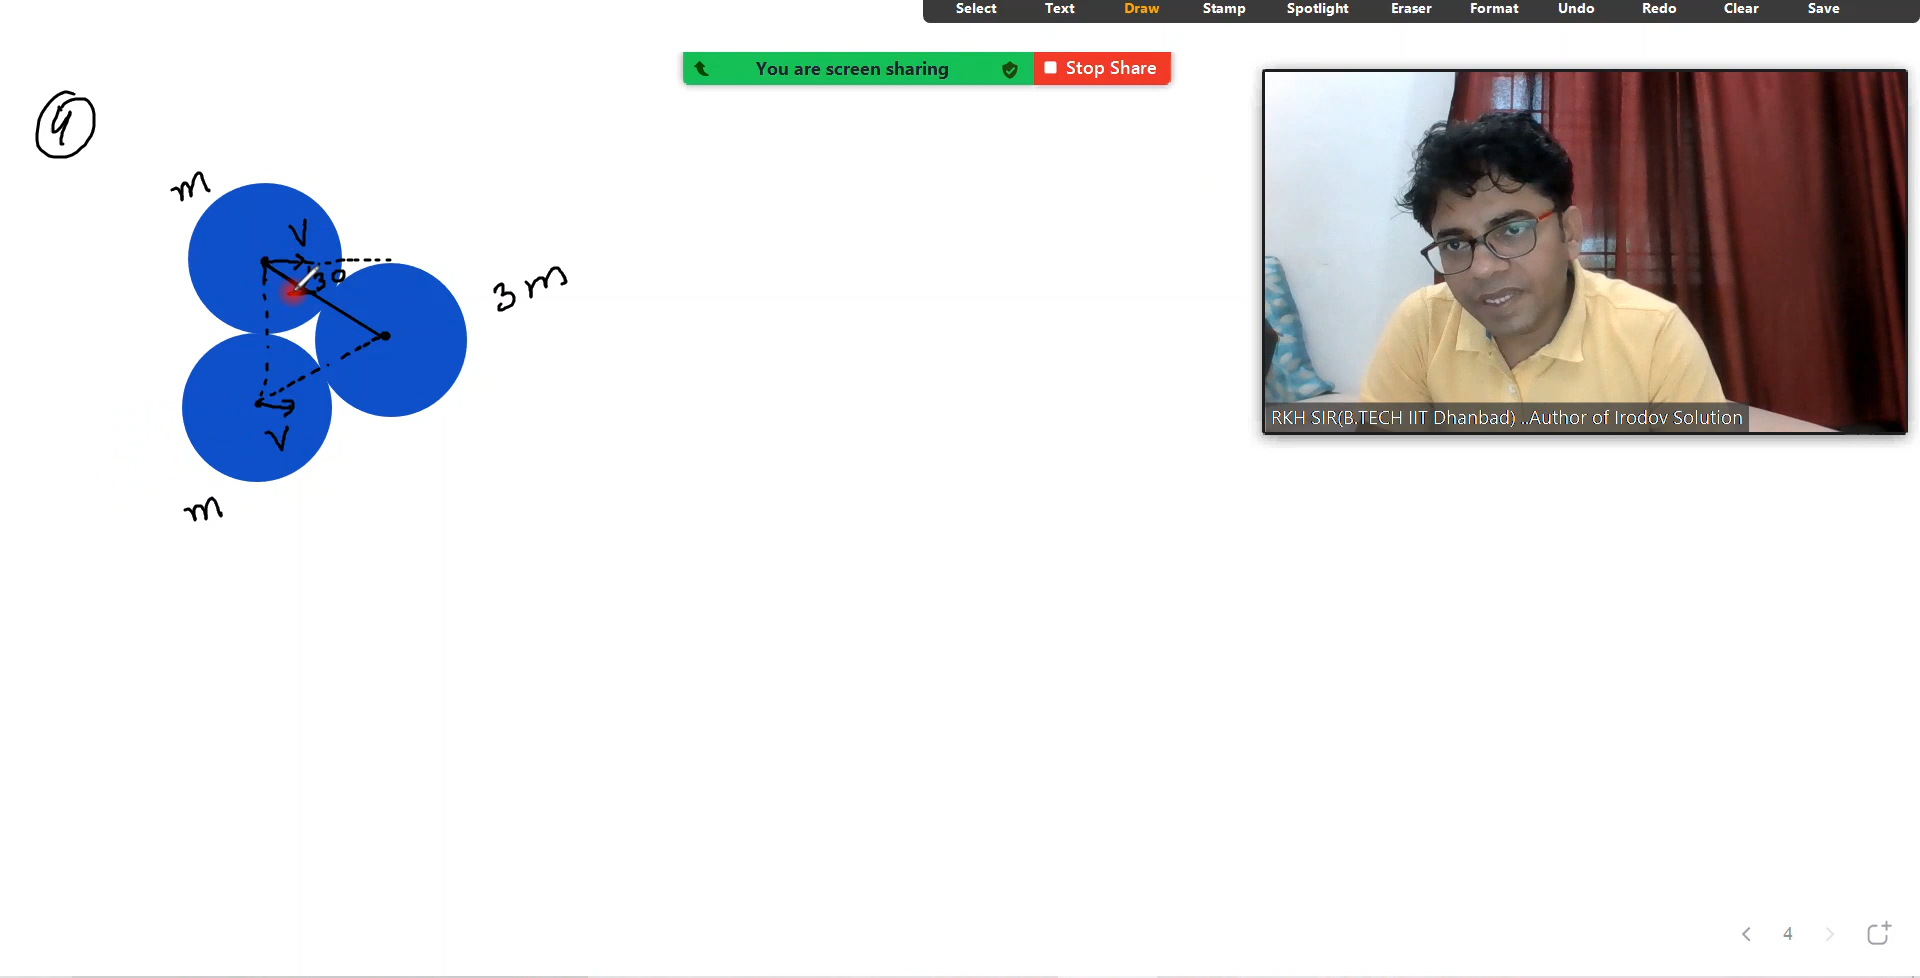 Select Text Draw Stamp Spotlight Eraser Format Undo Redo Clear Save
You are screen sharing Stop Share
4
m
V
30
3m
V
m
RKH SIR(B.TECH IIT Dhanbad) ..Author of Irodov Solution
4